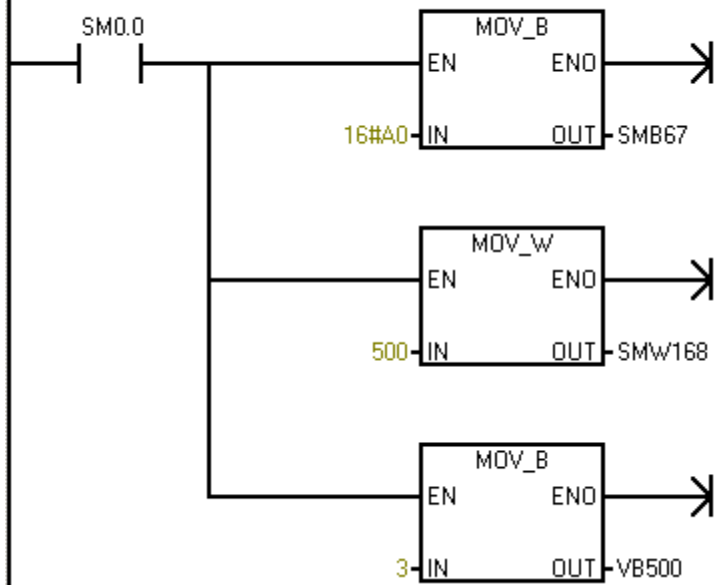 SM0.0
MOV_B
EN ENO
16#A0 IN OUT SMB67
MOV_W
EN ENO
500 IN OUT SMW168
MOV_B
EN ENO
3 IN OUT VB500